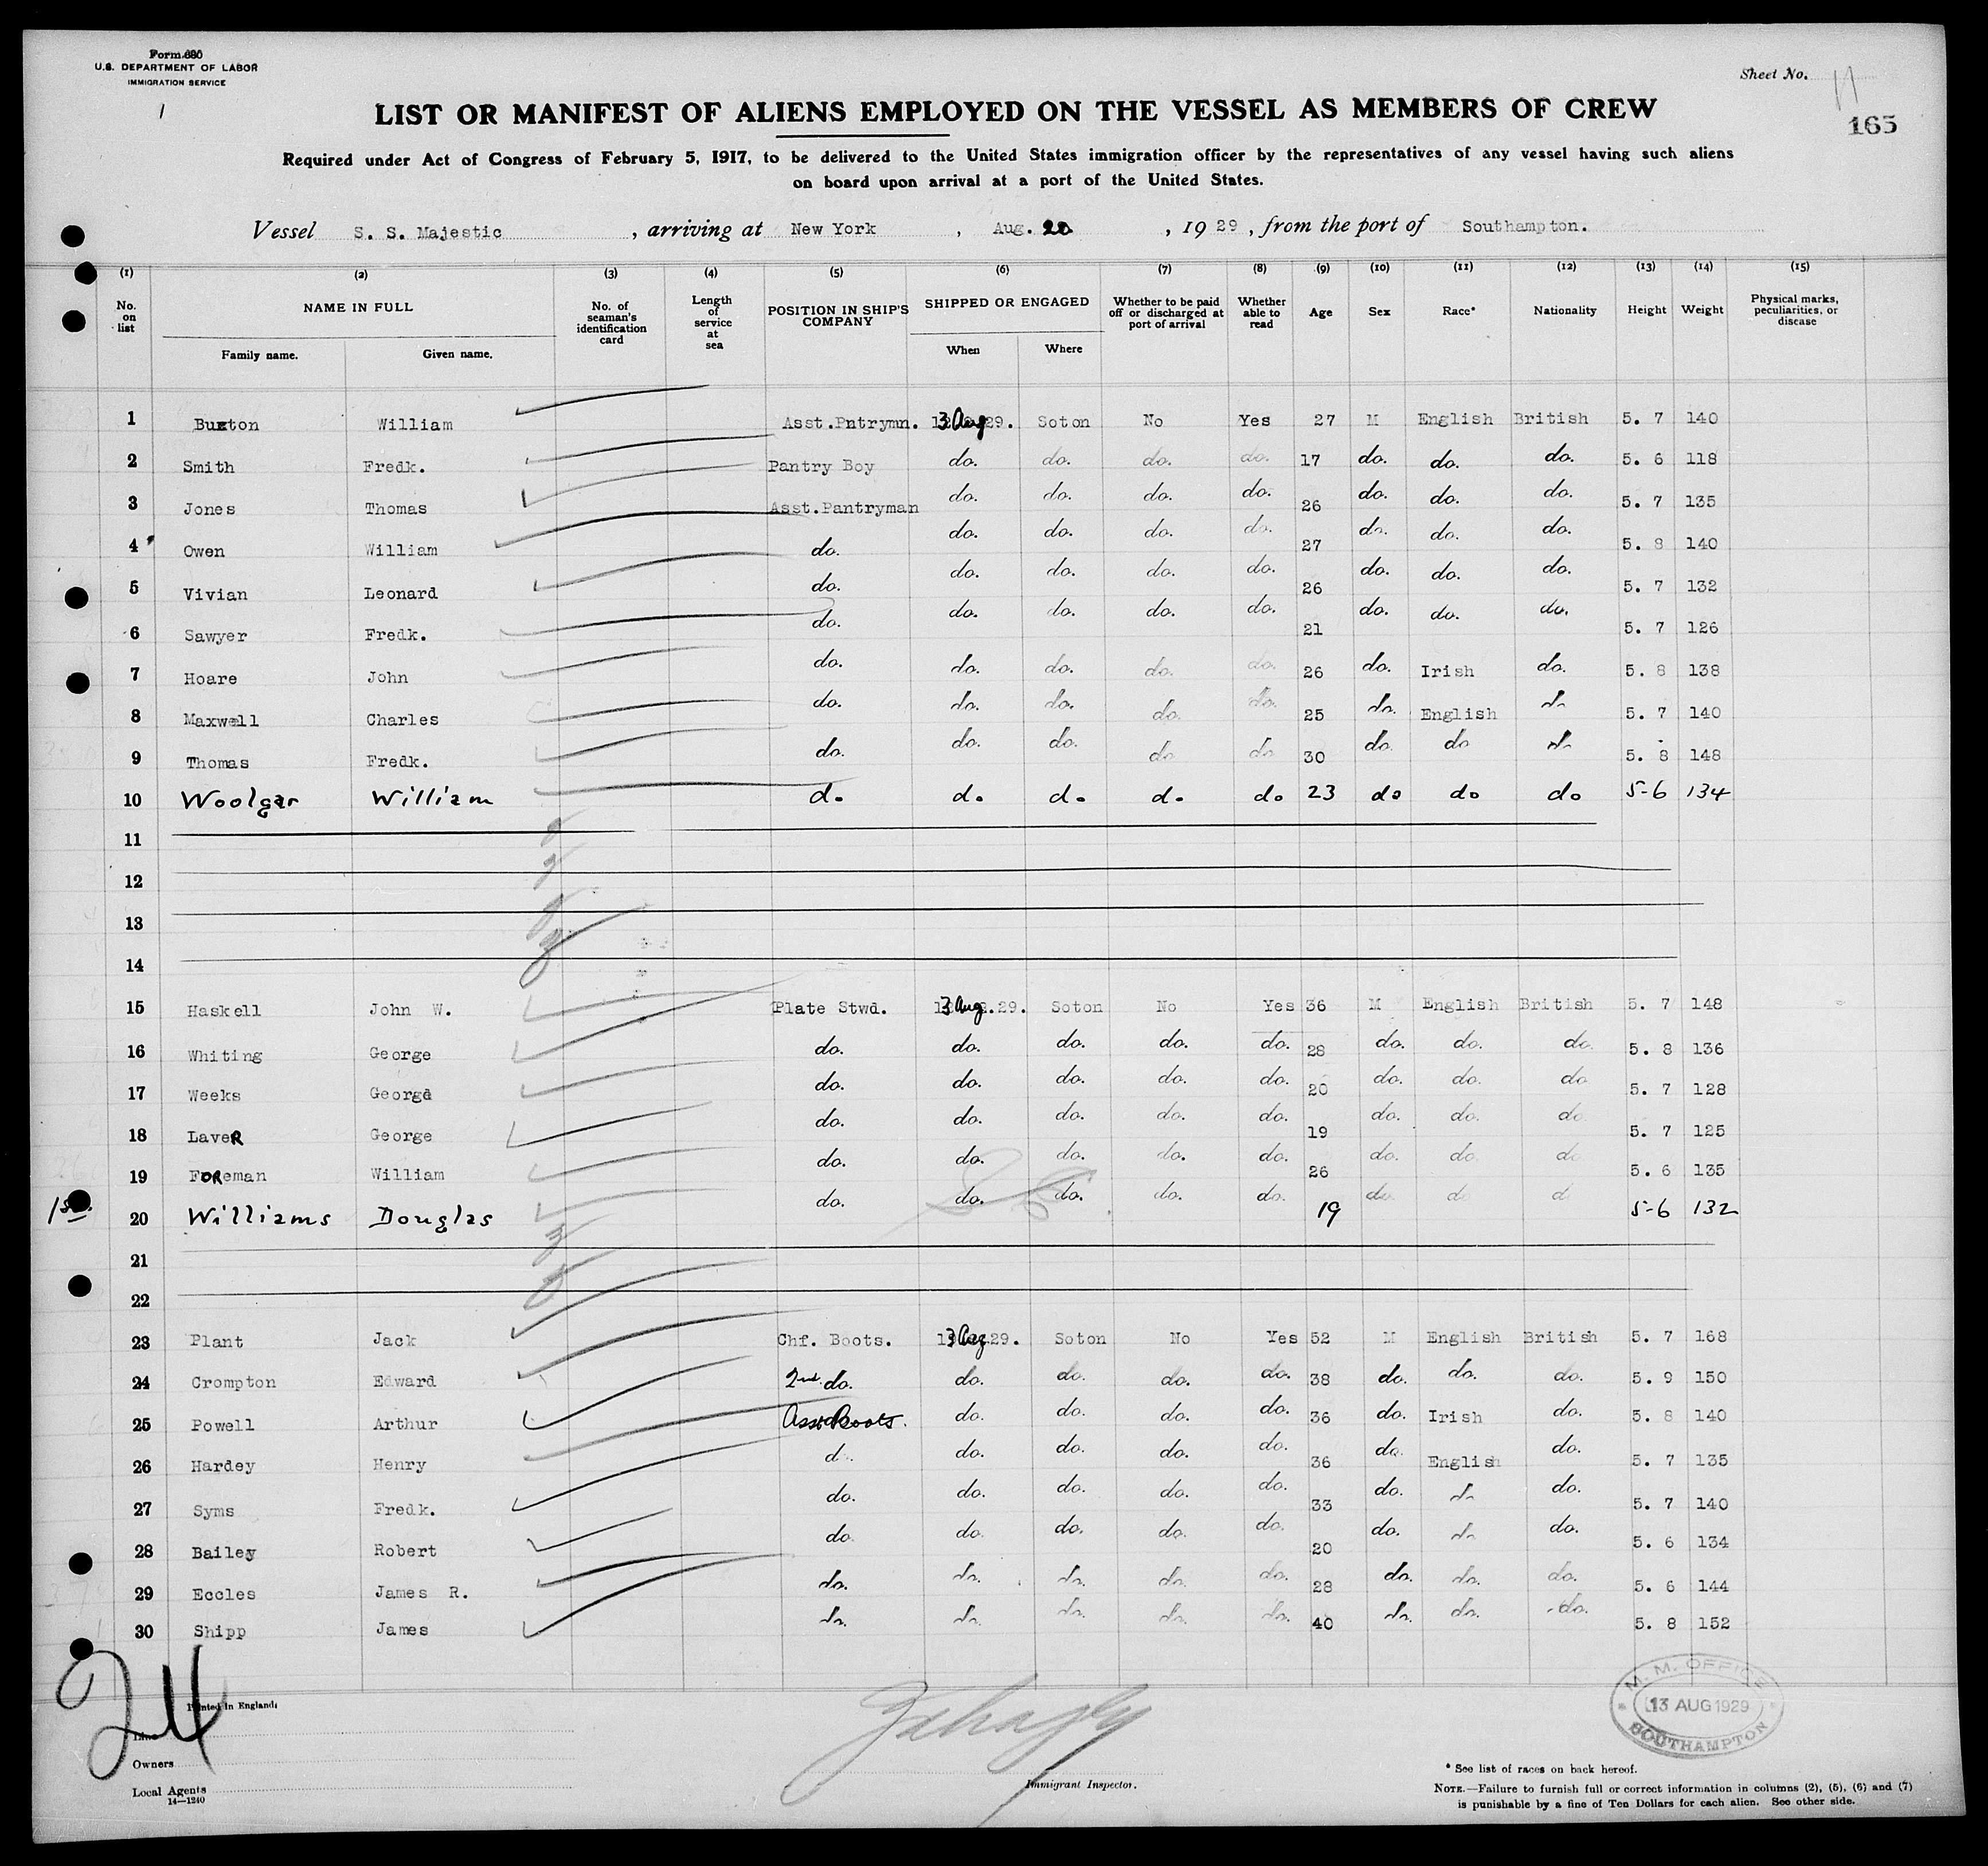 Form 680
U.S. DEPARTMENT OF LABOR
IMMIGRATION SERVICE
Sheet No. 11
165
LIST OR MANIFEST OF ALIENS EMPLOYED ON THE VESSEL AS MEMBERS OF CREW
Required under Act of Congress of February 5, 1917, to be delivered to the United States immigration officer by the representatives of any vessel having such aliens
on board upon arrival at a port of the United States.
Vessel S. S. Majestic , arriving at New York , Aug. 20 , 19 29 , from the port of Southampton.
(1) (2) (3) (4) (5) (6) (7) (8) (9) (10) (11) (12) (13) (14) (15)
No. on list NAME IN FULL Family name. Given name. No. of seaman's identification card Length of service at sea POSITION IN SHIP'S COMPANY SHIPPED OR ENGAGED When Where Whether to be paid off or discharged at port of arrival Whether able to read Age Sex Race* Nationality Height Weight Physical marks, peculiarities, or disease
1 Buxton William Asst.Pntrymn. 3 Aug 29. Soton No Yes 27 M English British 5. 7 140
2 Smith Fredk. Pantry Boy do. do. do. do. 17 do. do. do. 5. 6 118
3 Jones Thomas Asst.Pantryman do. do. do. do. 26 do. do. do. 5. 7 135
4 Owen William do. do. do. do. do. 27 do. do. do. 5. 8 140
5 Vivian Leonard do. do. do. do. do. 26 do. do. do. 5. 7 132
6 Sawyer Fredk. do. do. do. do. do. 21 do. do. do. 5. 7 126
7 Hoare John do. do. do. do. do. 26 do. Irish do. 5. 8 138
8 Maxwell Charles do. do. do. do. do. 25 do. English do 5. 7 140
9 Thomas Fredk. do. do. do. do do 30 do. do do 5. 8 148
10 Woolgar William do. do. do. do. do 23 do do do 5-6 134
11
12
13
14
15 Haskell John W. Plate Stwd. 3 Aug. 29. Soton No Yes 36 M English British 5. 7 148
16 Whiting George do. do. do. do. do. 28 do. do. do. 5. 8 136
17 Weeks George do. do. do. do. do. 20 do. do. do 5. 7 128
18 LaveR George do. do. do. do. do. 19 do. do. do 5. 7 125
19 FOReman William do. do. do. do. do. 26 do. do. do 5. 6 135
20 Williams Douglas do. do. do. do. do. 19 do. do d 5-6 132
21
22
23 Plant Jack Chf. Boots. 3 Aug 29. Soton No Yes 52 M English British 5. 7 168
24 Crompton Edward 2nd do. do. do. do. do. 38 do. do. do. 5. 9 150
25 Powell Arthur Asst Boots. do. do. do. do. 36 do. Irish do. 5. 8 140
26 Hardey Henry d . do. do. do. do. 36 do. English do. 5. 7 135
27 Syms Fredk. do. do. do. do. do. 33 do. do do. 5. 7 140
28 Bailey Robert do. do. do. do. do. 20 do. do. do. 5. 6 134
29 Eccles James R. do. do. do. do. do. 28 do. do. do. 5. 6 144
30 Shipp James do. do. do. do. do. 40 do. do. do. 5. 8 152
24
Printed in England.
Line
Owners
Local Agents
14—1240
Immigrant Inspector.
M. M. OFFICE
13 AUG 1929
SOUTHAMPTON
* See list of races on back hereof.
NOTE.—Failure to furnish full or correct information in columns (2), (5), (6) and (7)
is punishable by a fine of Ten Dollars for each alien. See other side.